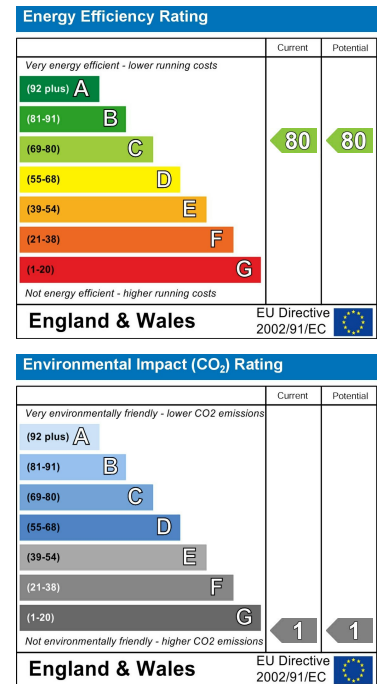 Energy Efficiency Rating
Current Potential
Very energy efficient - lower running costs
(92 plus) A
(81-91) B
(69-80) C
80 80
(55-68) D
(39-54) E
(21-38) F
(1-20) G
Not energy efficient - higher running costs
England & Wales
EU Directive
2002/91/EC
Environmental Impact (CO₂) Rating
Current Potential
Very environmentally friendly - lower CO2 emissions
(92 plus) A
(81-91) B
(69-80) C
(55-68) D
(39-54) E
(21-38) F
(1-20) G
1 1
Not environmentally friendly - higher CO2 emissions
England & Wales
EU Directive
2002/91/EC